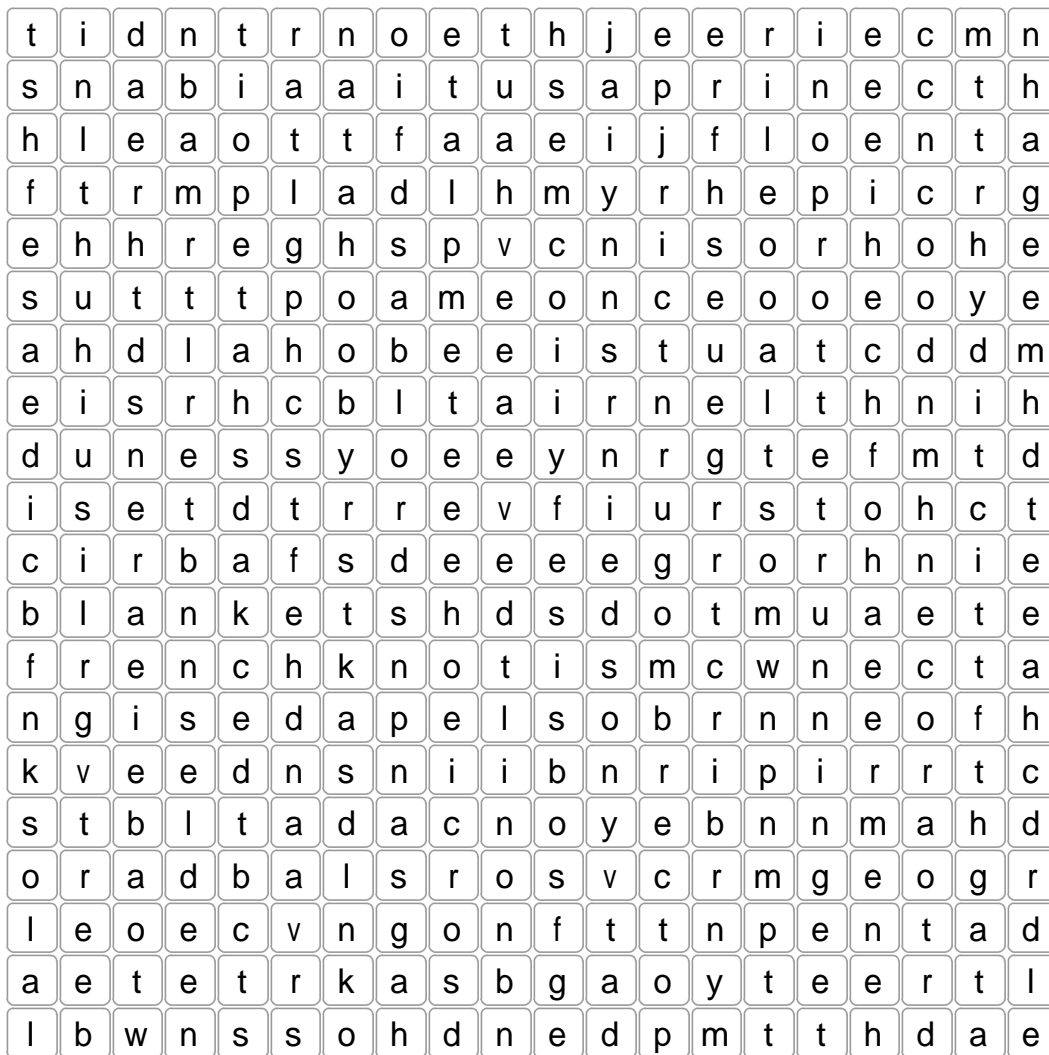 t i d n t r n o e t h j e e r i e c m n
s n a b i a a i t u s a p r i n e c t h
h l e a o t t f a a e i j f l o e n t a
f t r m p l a d l h m y r h e p i c r g
e h h r e g h s p v c n i s o r h o h e
s u t t t p o a m e o n c e o o e o y e
a h d l a h o b e e i s t u a t c d d m
e i s r h c b l t a i r n e l t h n i h
d u n e s s y o e e y n r g t e f m t d
i s e t d t r r e v f i u r s t o h c t
c i r b a f s d e e e e g r o r h n i e
b l a n k e t s h d s d o t m u a e t e
f r e n c h k n o t i s m c w n e c t a
n g i s e d a p e l s o b r n n e o f h
k v e e d n s n i i b n r i p i r r t c
s t b l t a d a c n o y e b n n m a h d
o r a d b a l s r o s v c r m g e o g r
l e o e c v n g o n f t t n p e n t a d
a e t e t r k a s b g a o y t e e r t l
l b w n s s o h d n e d p m t t h d a e